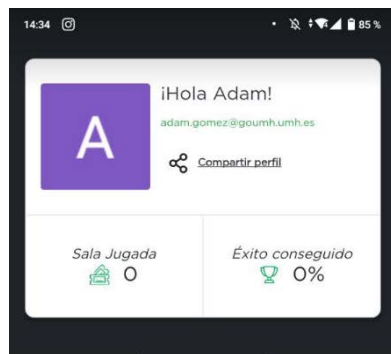 14:34 85 %
¡Hola Adam!
A
adam.gomez@goumh.umh.es
Compartir perfil
Sala Jugada
0
Éxito conseguido
0%